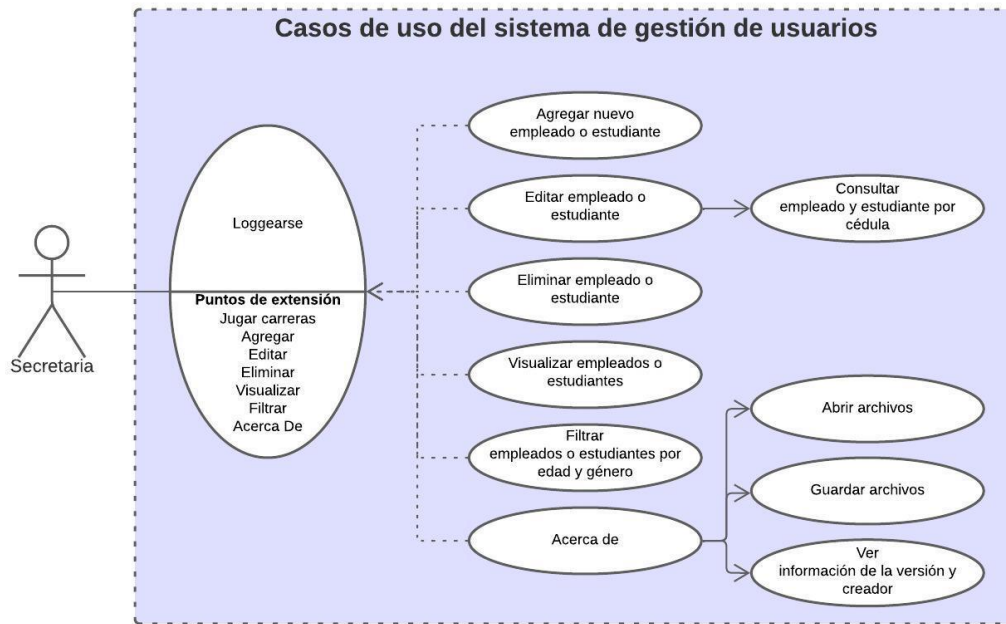 Casos de uso del sistema de gestión de usuarios
Secretaria
Loggearse
Puntos de extensión
Jugar carreras
Agregar
Editar
Eliminar
Visualizar
Filtrar
Acerca De
Agregar nuevo
empleado o estudiante
Editar empleado o
estudiante
Consultar
empleado y estudiante por
cédula
Eliminar empleado o
estudiante
Visualizar empleados o
estudiantes
Filtrar
empleados o estudiantes por
edad y género
Acerca de
Abrir archivos
Guardar archivos
Ver
información de la versión y
creador